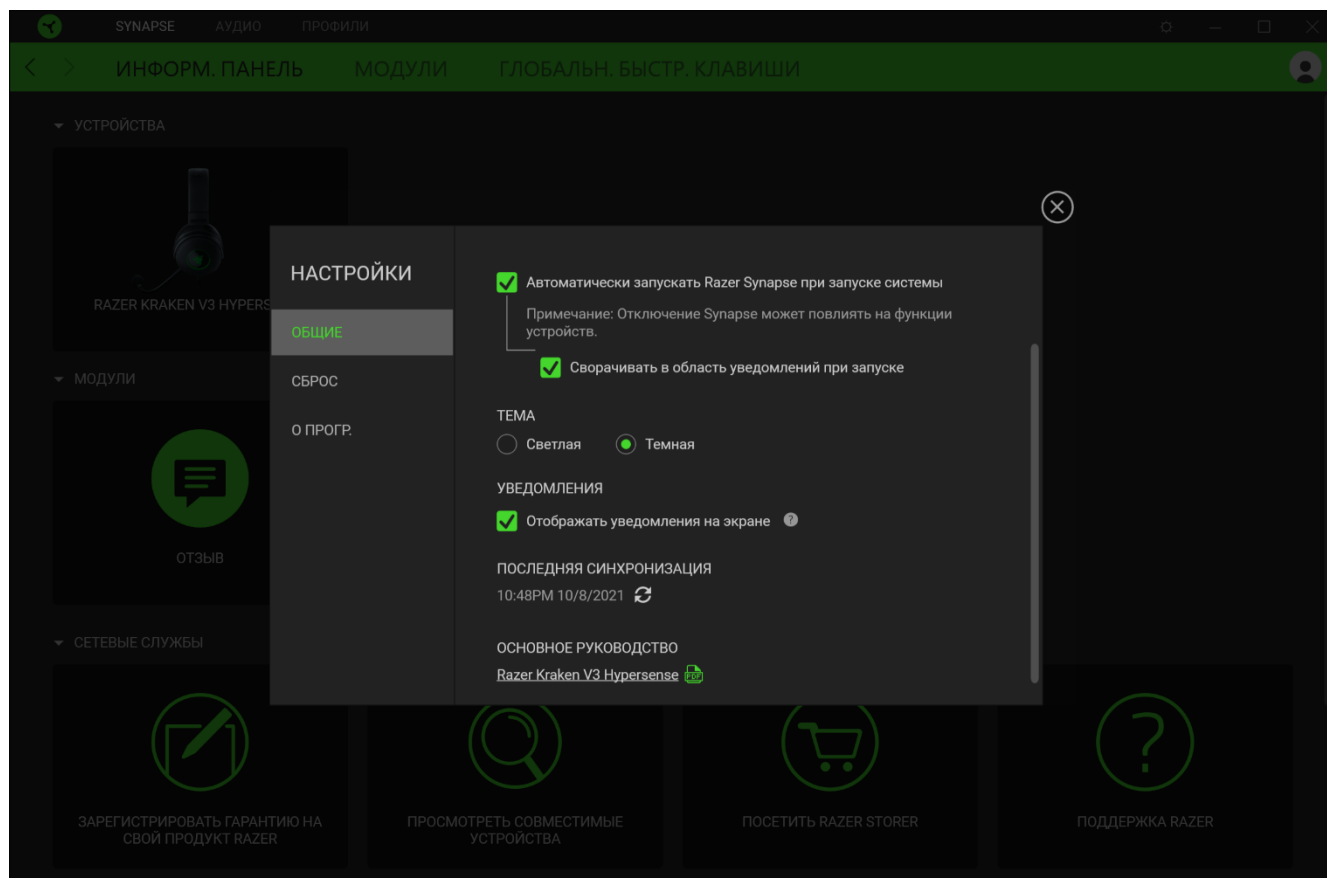 SYNAPSE АУДИО ПРОФИЛИ
ИНФОРМ. ПАНЕЛЬ МОДУЛИ ГЛОБАЛЬН. БЫСТР. КЛАВИШИ
УСТРОЙСТВА
RAZER KRAKEN V3 HYPERS
МОДУЛИ
ОТЗЫВ
СЕТЕВЫЕ СЛУЖБЫ
ЗАРЕГИСТРИРОВАТЬ ГАРАНТИЮ НА
СВОЙ ПРОДУКТ RAZER
ПРОСМОТРЕТЬ СОВМЕСТИМЫЕ
УСТРОЙСТВА
ПОСЕТИТЬ RAZER STORER
ПОДДЕРЖКА RAZER
НАСТРОЙКИ
ОБЩИЕ
СБРОС
О ПРОГР.
Автоматически запускать Razer Synapse при запуске системы
Примечание: Отключение Synapse может повлиять на функции
устройств.
Сворачивать в область уведомлений при запуске
ТЕМА
Светлая Темная
УВЕДОМЛЕНИЯ
Отображать уведомления на экране ?
ПОСЛЕДНЯЯ СИНХРОНИЗАЦИЯ
10:48PM 10/8/2021
ОСНОВНОЕ РУКОВОДСТВО
Razer Kraken V3 Hypersense PDF